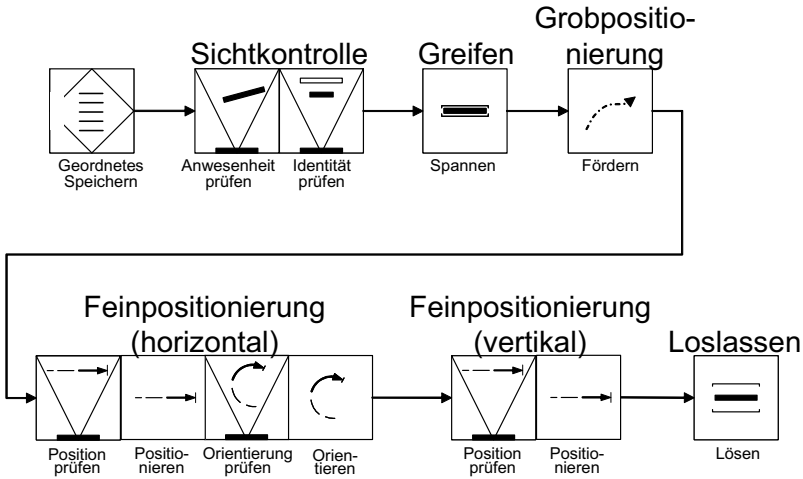 Sichtkontrolle
Greifen
Grobpositio-
nierung
Geordnetes
Speichern
Anwesenheit
prüfen
Identität
prüfen
Spannen
Fördern
Feinpositionierung
(horizontal)
Feinpositionierung
(vertikal)
Loslassen
Position
prüfen
Positio-
nieren
Orientierung
prüfen
Orien-
tieren
Position
prüfen
Positio-
nieren
Lösen